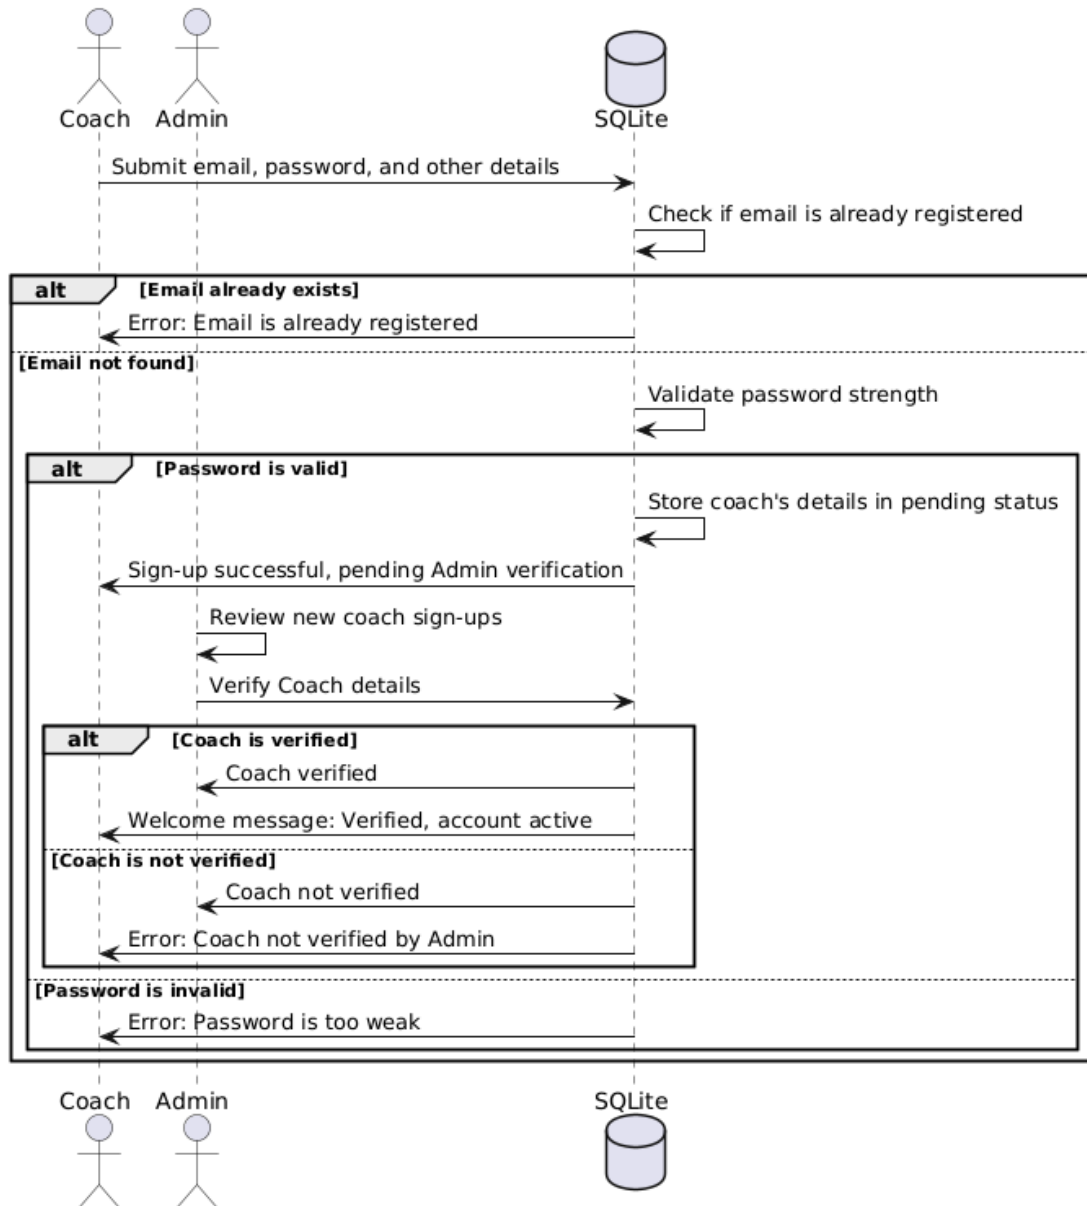 Coach Admin SQLite
Submit email, password, and other details
Check if email is already registered
alt [Email already exists]
Error: Email is already registered
[Email not found]
Validate password strength
alt [Password is valid]
Store coach's details in pending status
Sign-up successful, pending Admin verification
Review new coach sign-ups
Verify Coach details
alt [Coach is verified]
Coach verified
Welcome message: Verified, account active
[Coach is not verified]
Coach not verified
Error: Coach not verified by Admin
[Password is invalid]
Error: Password is too weak
Coach Admin SQLite